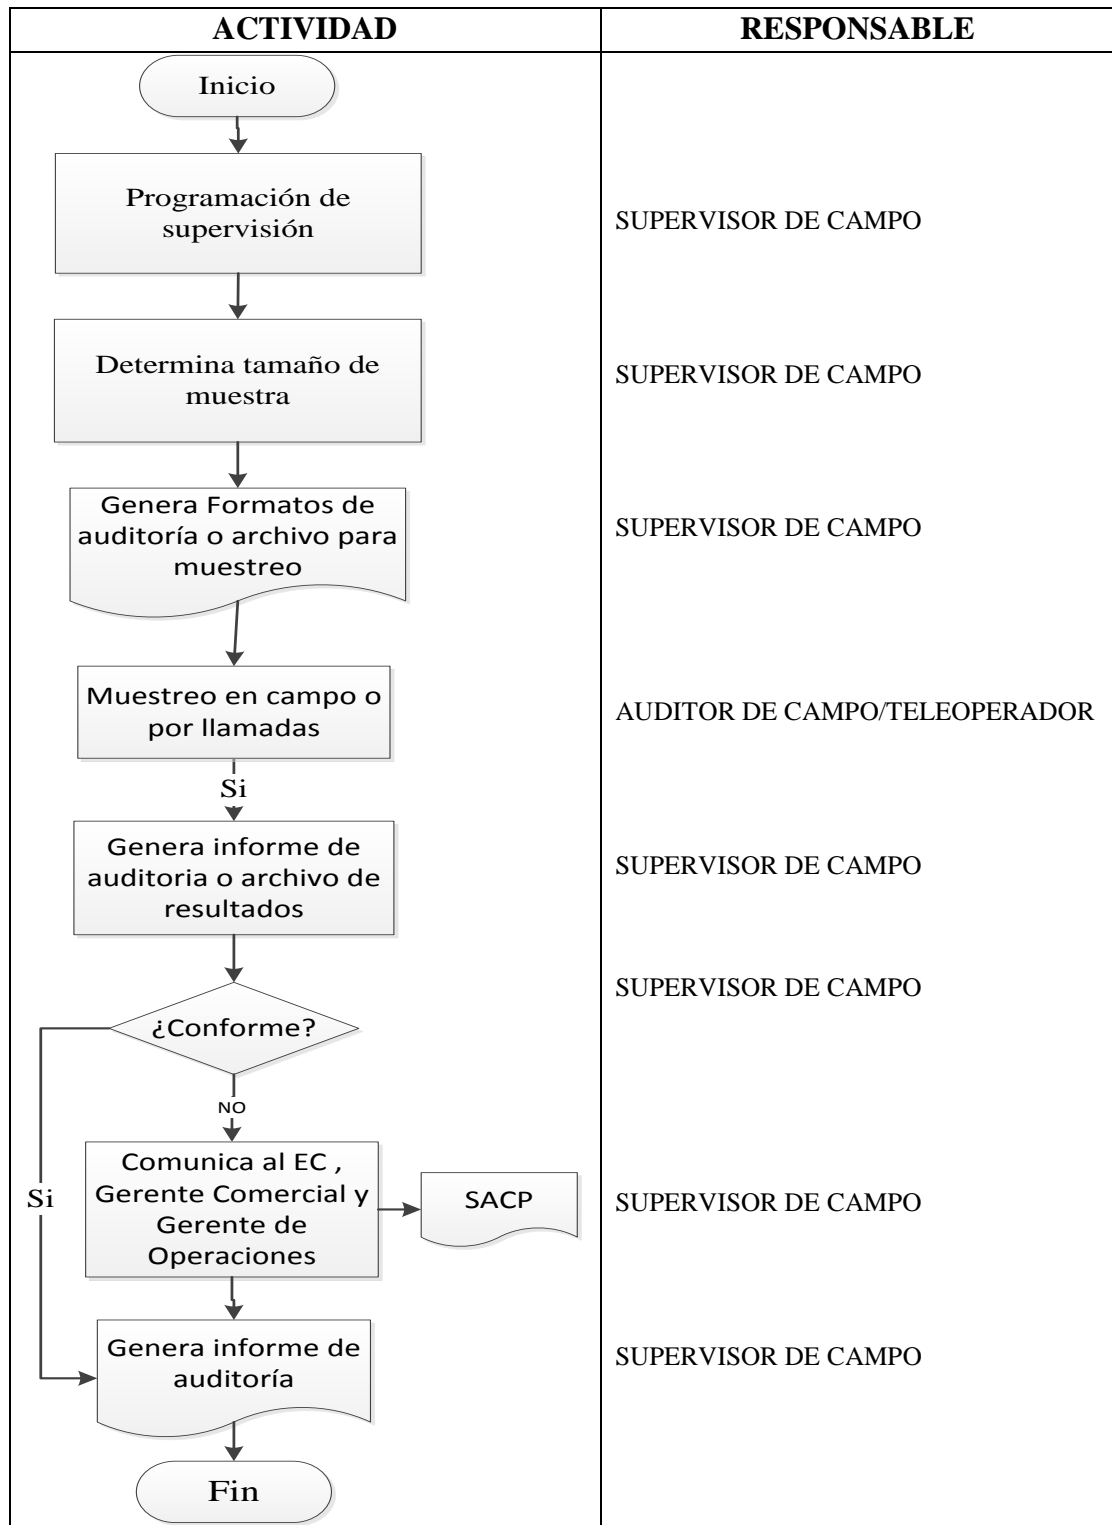 ACTIVIDAD
RESPONSABLE
Inicio
Programación de
supervisión
SUPERVISOR DE CAMPO
Determina tamaño de
muestra
SUPERVISOR DE CAMPO
Genera Formatos de
auditoría o archivo para
muestreo
SUPERVISOR DE CAMPO
Muestreo en campo o
por llamadas
AUDITOR DE CAMPO/TELEOPERADOR
Si
Genera informe de
auditoria o archivo de
resultados
SUPERVISOR DE CAMPO
SUPERVISOR DE CAMPO
¿Conforme?
NO
Si
Comunica al EC ,
Gerente Comercial y
Gerente de
Operaciones
SACP
SUPERVISOR DE CAMPO
Genera informe de
auditoría
SUPERVISOR DE CAMPO
Fin